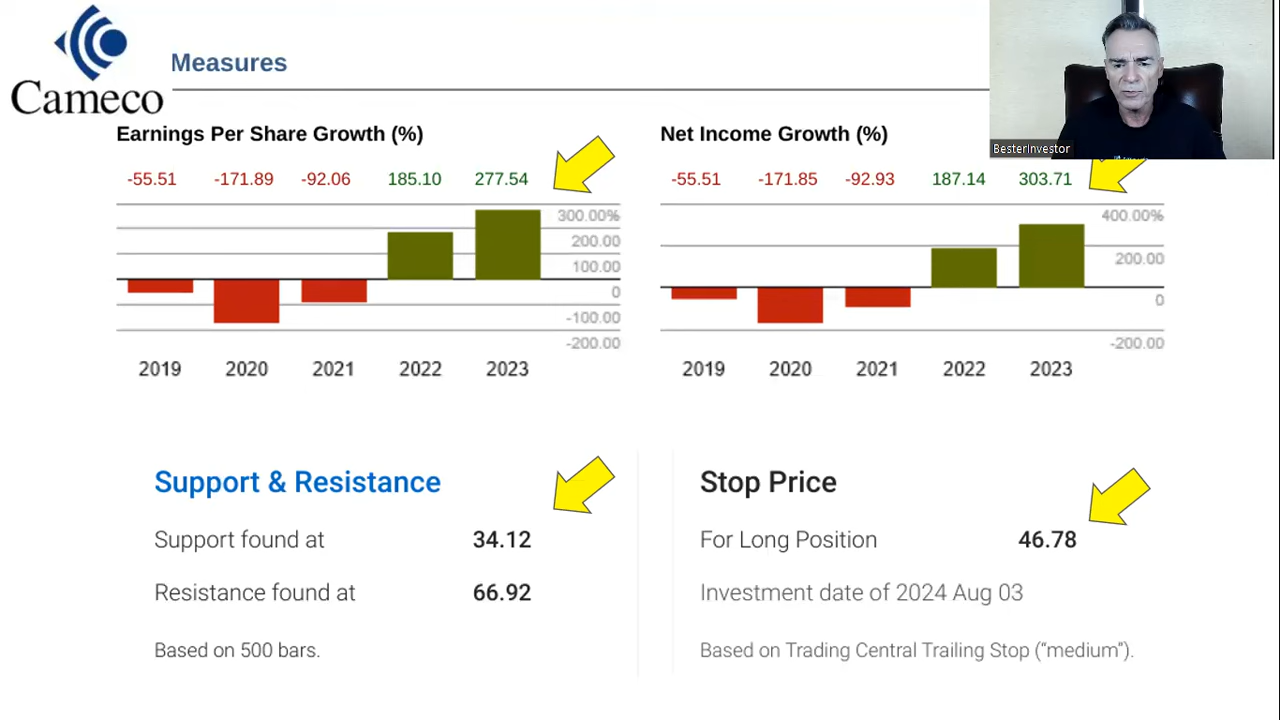 Cameco
Measures
BesterInvestor
Earnings Per Share Growth (%)
-55.51 -171.89 -92.06 185.10 277.54
300.00%
200.00
100.00
0
-100.00
-200.00
2019 2020 2021 2022 2023
Net Income Growth (%)
-55.51 -171.85 -92.93 187.14 303.71
400.00%
200.00
0
-200.00
2019 2020 2021 2022 2023
Support & Resistance
Support found at 34.12
Resistance found at 66.92
Based on 500 bars.
Stop Price
For Long Position 46.78
Investment date of 2024 Aug 03
Based on Trading Central Trailing Stop (“medium”).